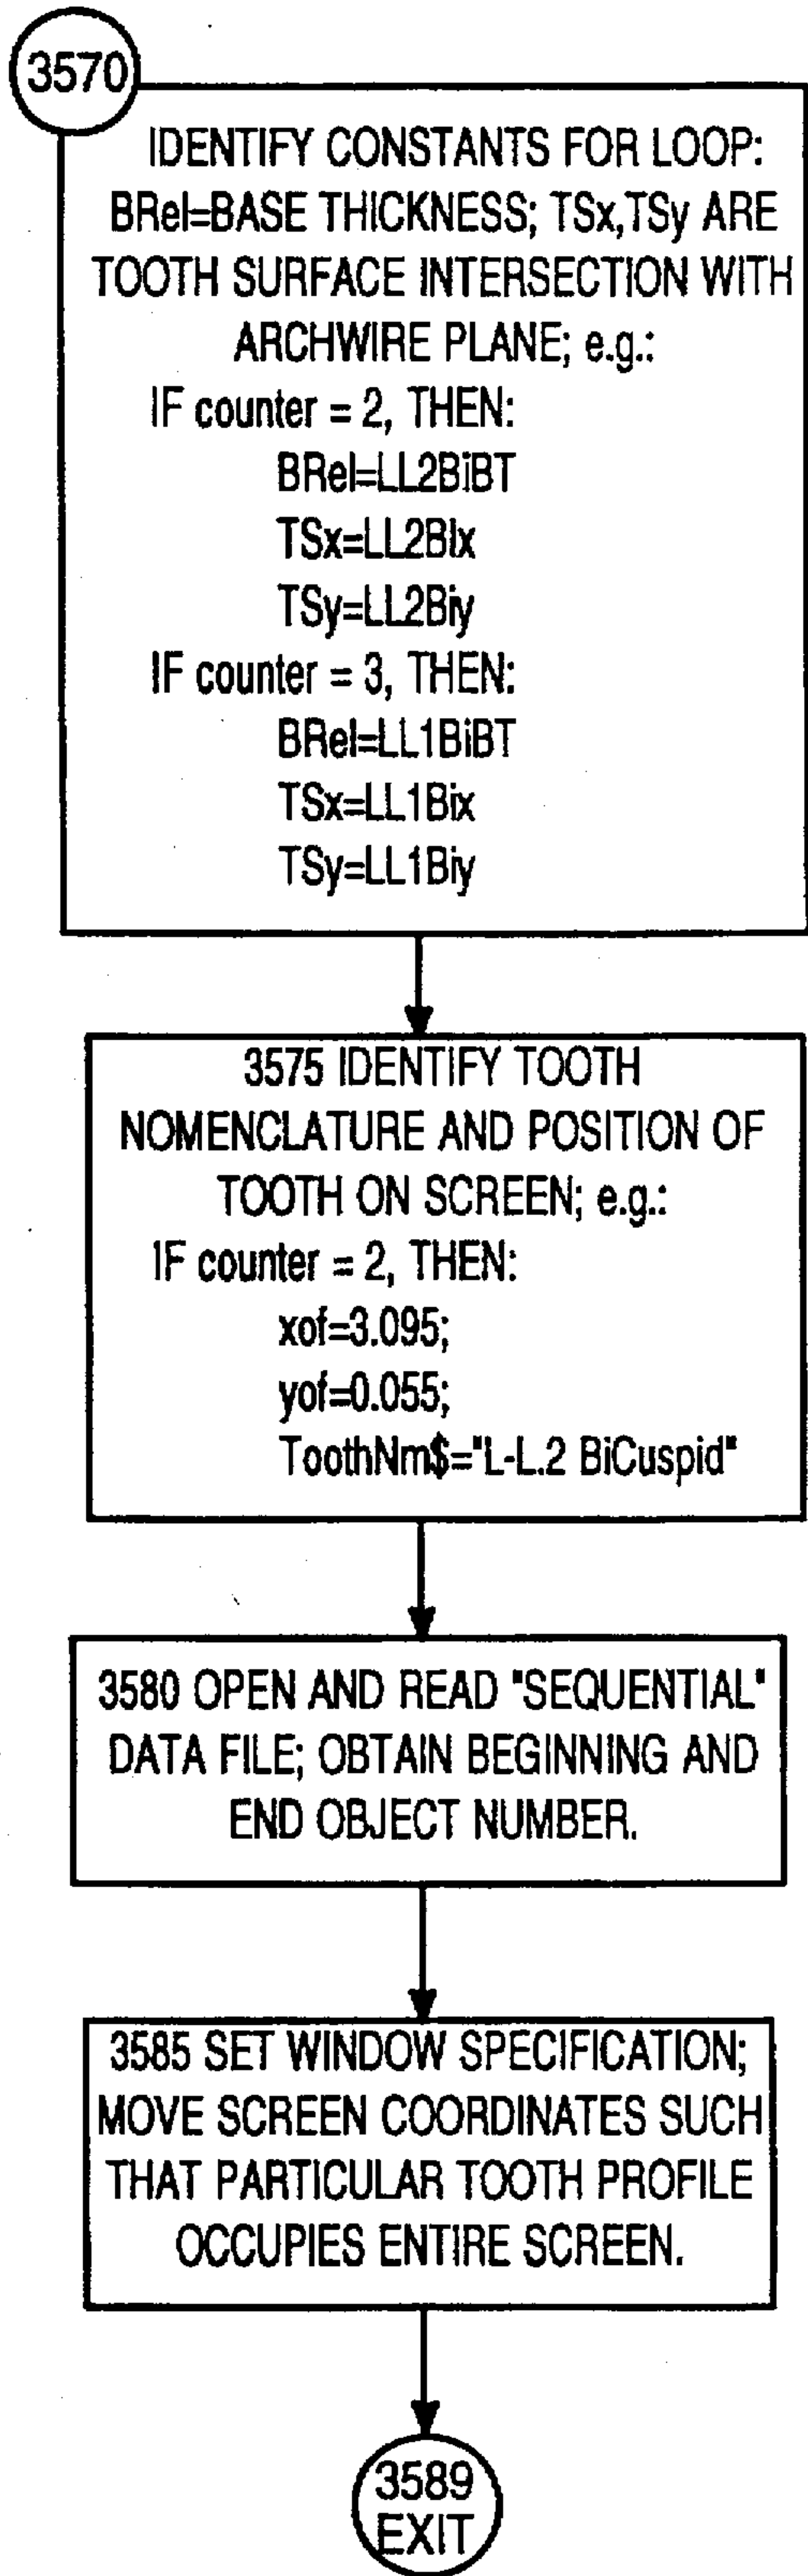 3570
IDENTIFY CONSTANTS FOR LOOP:
BRel=BASE THICKNESS; TSx,TSy ARE
TOOTH SURFACE INTERSECTION WITH
ARCHWIRE PLANE; e.g.:
IF counter = 2, THEN:
BRel=LL2BiBT
TSx=LL2BIx
TSy=LL2Biy
IF counter = 3, THEN:
BRel=LL1BiBT
TSx=LL1Bix
TSy=LL1Biy
3575 IDENTIFY TOOTH
NOMENCLATURE AND POSITION OF
TOOTH ON SCREEN; e.g.:
IF counter = 2, THEN:
xof=3.095;
yof=0.055;
ToothNm$="L-L.2 BiCuspid"
3580 OPEN AND READ "SEQUENTIAL"
DATA FILE; OBTAIN BEGINNING AND
END OBJECT NUMBER.
3585 SET WINDOW SPECIFICATION;
MOVE SCREEN COORDINATES SUCH
THAT PARTICULAR TOOTH PROFILE
OCCUPIES ENTIRE SCREEN.
3589
EXIT